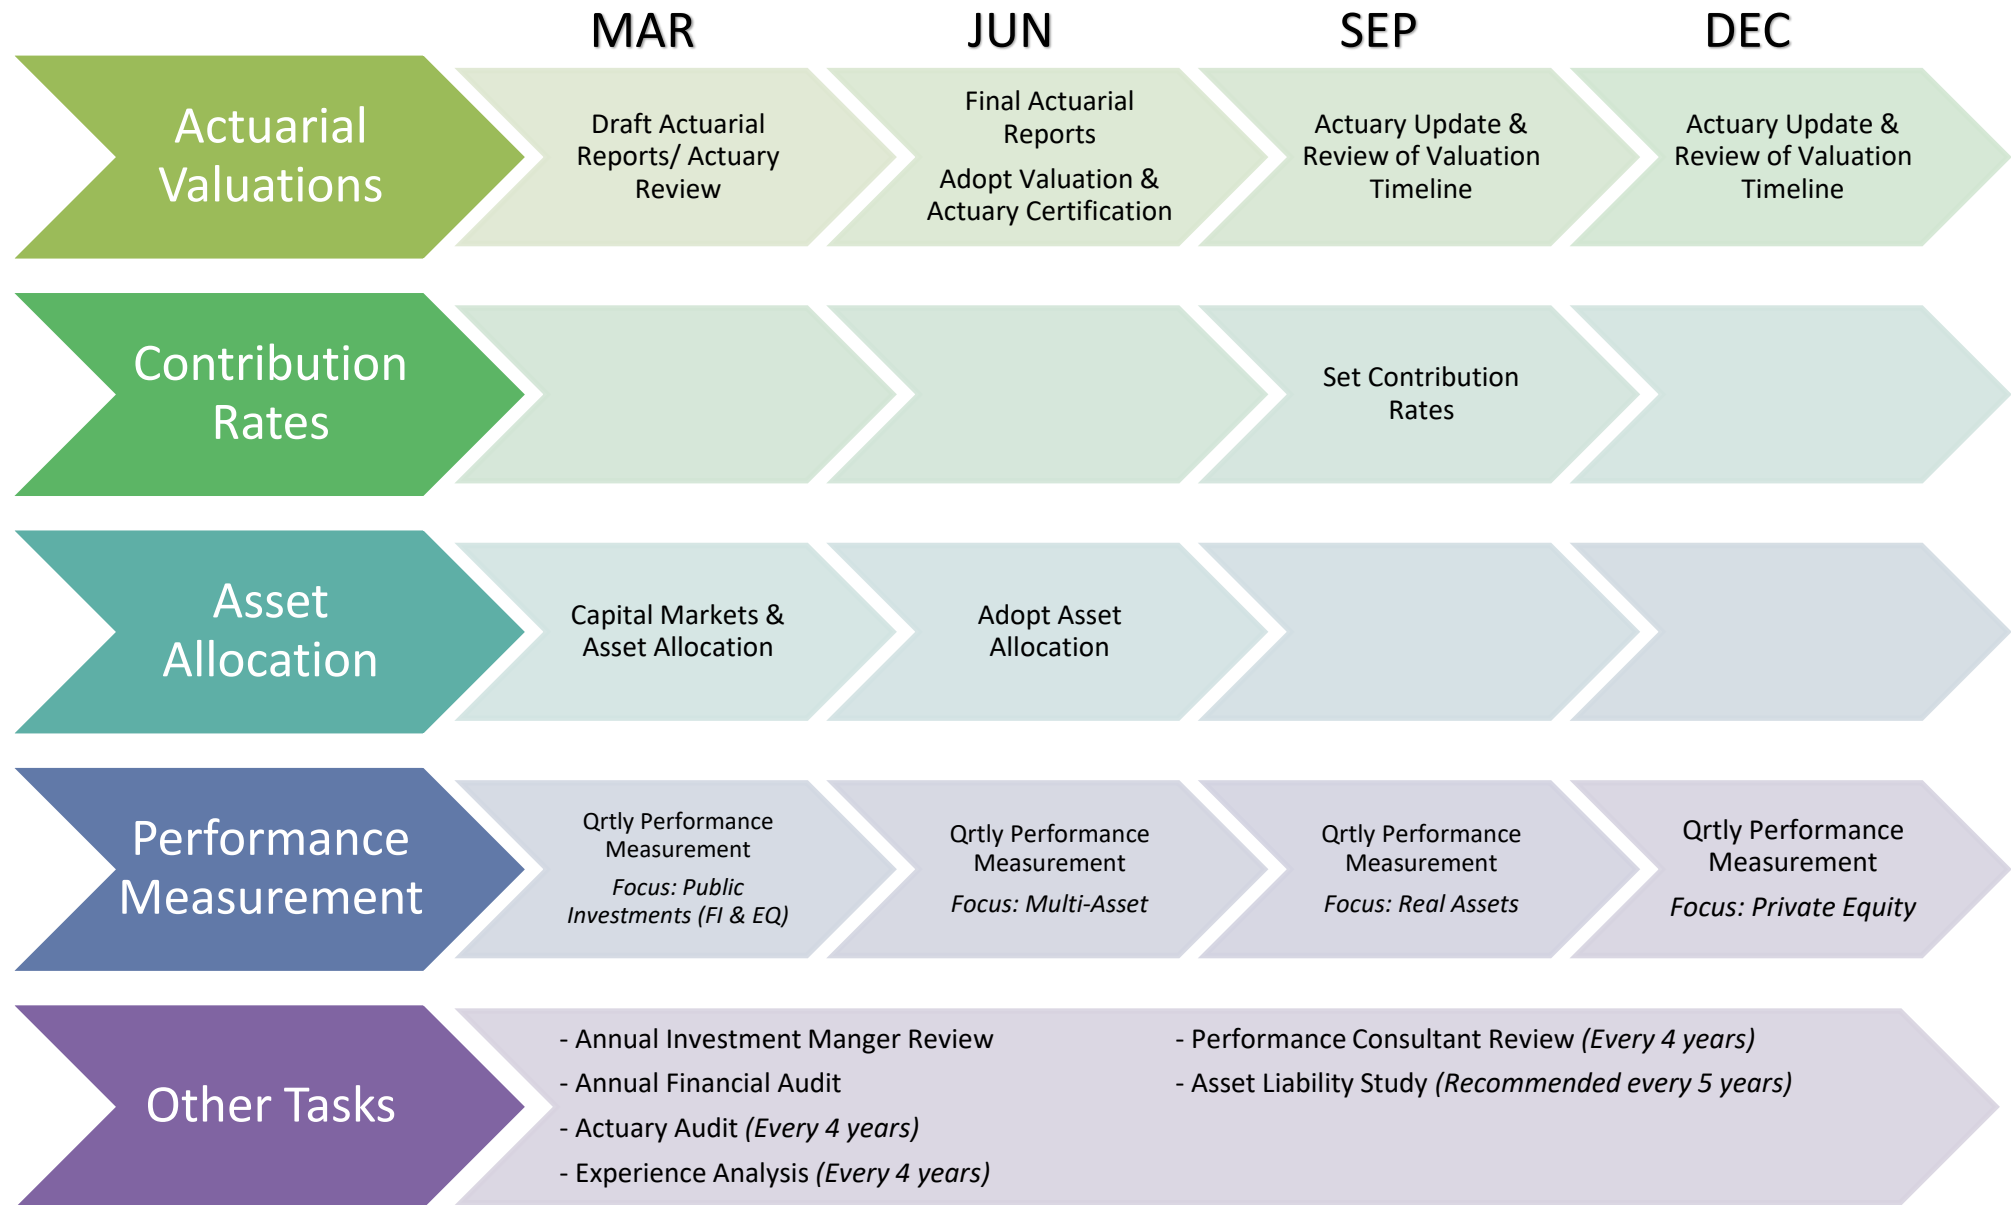 MAR
JUN
SEP
DEC
Actuarial
Valuations
Draft Actuarial
Reports/ Actuary
Review
Final Actuarial
Reports
Adopt Valuation &
Actuary Certification
Actuary Update &
Review of Valuation
Timeline
Actuary Update &
Review of Valuation
Timeline
Contribution
Rates
Set Contribution
Rates
Asset
Allocation
Capital Markets &
Asset Allocation
Adopt Asset
Allocation
Performance
Measurement
Qrtly Performance
Measurement
Focus: Public
Investments (FI & EQ)
Qrtly Performance
Measurement
Focus: Multi-Asset
Qrtly Performance
Measurement
Focus: Real Assets
Qrtly Performance
Measurement
Focus: Private Equity
Other Tasks
- Annual Investment Manger Review
- Annual Financial Audit
- Actuary Audit (Every 4 years)
- Experience Analysis (Every 4 years)
- Performance Consultant Review (Every 4 years)
- Asset Liability Study (Recommended every 5 years)